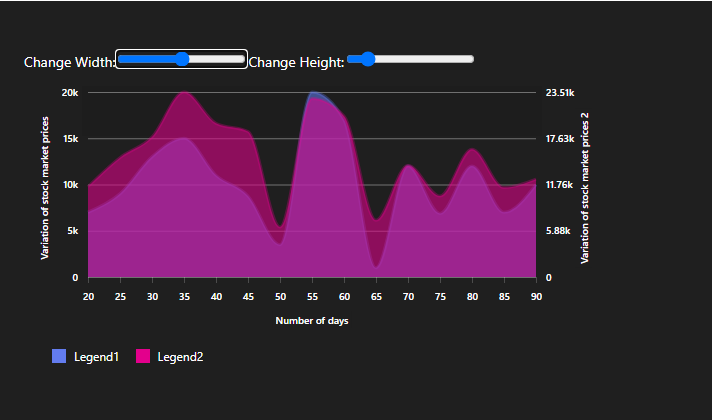 Change Width: Change Height:
20k 23.51k
15k 17.63k
10k 11.76k
5k 5.88k
0 0
Variation of stock market prices
Variation of stock market prices 2
20 25 30 35 40 45 50 55 60 65 70 75 80 85 90
Number of days
Legend1 Legend2